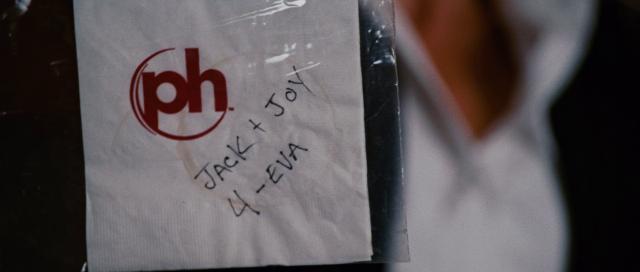 ph
JACK + JOY
4 - EVA